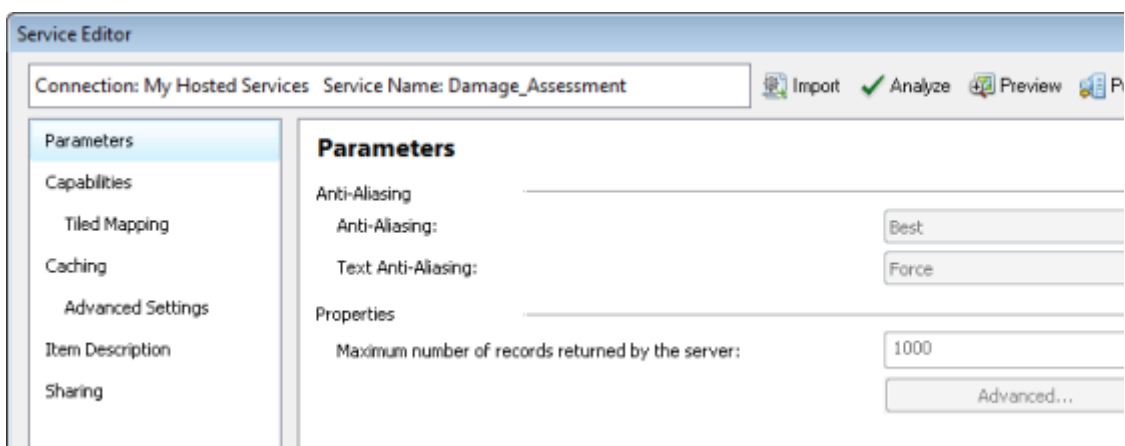 Service Editor
Connection: My Hosted Services Service Name: Damage_Assessment Import Analyze Preview
Parameters
Capabilities
Tiled Mapping
Caching
Advanced Settings
Item Description
Sharing
Parameters
Anti-Aliasing
Anti-Aliasing: Best
Text Anti-Aliasing: Force
Properties
Maximum number of records returned by the server: 1000
Advanced...